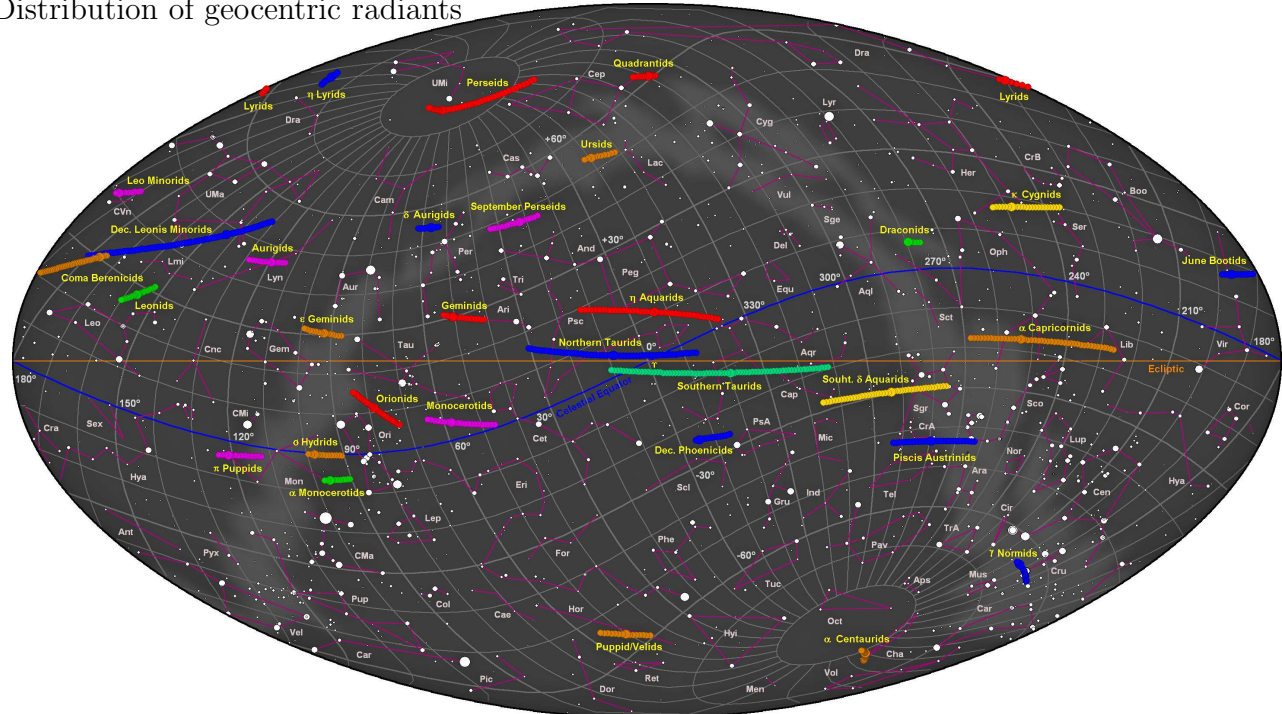 Distribution of geocentric radiants
Dra
Quadrantids
Cep
UMi
Perseids
Lyrids
η Lyrids
Lyrids
Dra
Lyr
Cyg
+60°
Ursids
Cas
Lac
CrB
Her
Leo Minorids
UMa
Cam
Vul
κ Cygnids
Boo
CVn
δ Aurigids
September Perseids
Sge
Dec. Leonis Minorids
Draconids
Ser
Aurigids
Per
And
+30°
Del
Oph
Lmi
June Bootids
Coma Berenicids
Lyn
Tri
Peg
300°
270°
240°
Aur
Equ
Aql
Leonids
Geminids
Ari
η Aquarids
330°
210°
ε Geminids
Psc
Sct
α Capricornids
Leo
Cnc
Gem
Tau
Northern Taurids
0°
Aqr
Lib
Vir
180°
♈
Ecliptic
180°
Celestial Equator
Southern Taurids
Cap
Souht. δ Aquarids
150°
Orionids
Monocerotids
Sgr
Sco
CMi
30°
PsA
Cor
Cra
Sex
120°
σ Hydrids
90°
Ori
60°
Cet
Dec. Phoenicids
Mic
CrA
Lup
π Puppids
Piscis Austrinids
Nor
Hya
Mon
α Monocerotids
Eri
Scl
-30°
Ara
Hya
Lep
Gru
Ind
Tel
Cen
Ant
Pyx
CMa
For
Phe
-60°
Pav
TrA
Cir
γ Normids
Pup
Col
Cae
Hor
Tuc
Aps
Mus
Cru
Vel
Puppid/Velids
Hyi
Oct
Car
α Centaurids
Car
Pic
Dor
Ret
Men
Vol
Cha